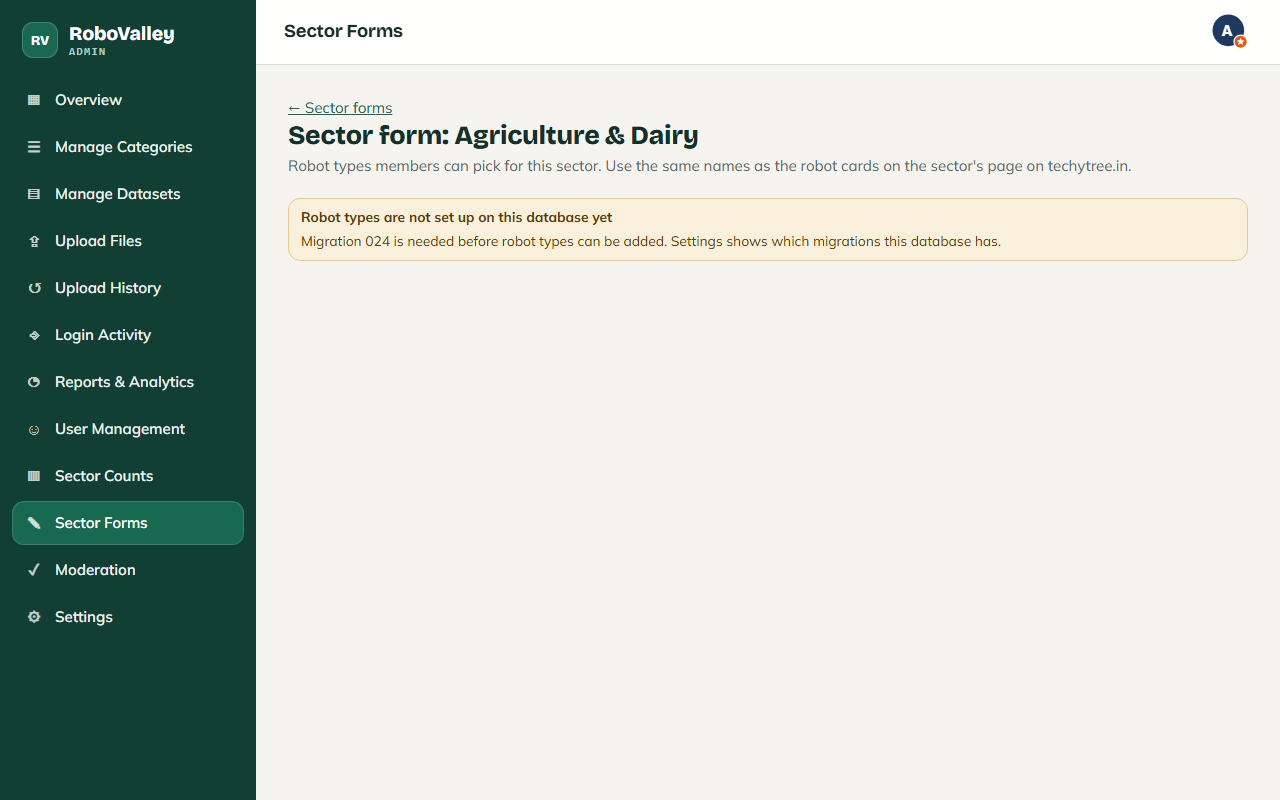 RV
RoboValley
ADMIN
Overview
Manage Categories
Manage Datasets
Upload Files
Upload History
Login Activity
Reports & Analytics
User Management
Sector Counts
Sector Forms
Moderation
Settings
Sector Forms
A
← Sector forms
Sector form: Agriculture & Dairy
Robot types members can pick for this sector. Use the same names as the robot cards on the sector's page on techytree.in.
Robot types are not set up on this database yet
Migration 024 is needed before robot types can be added. Settings shows which migrations this database has.